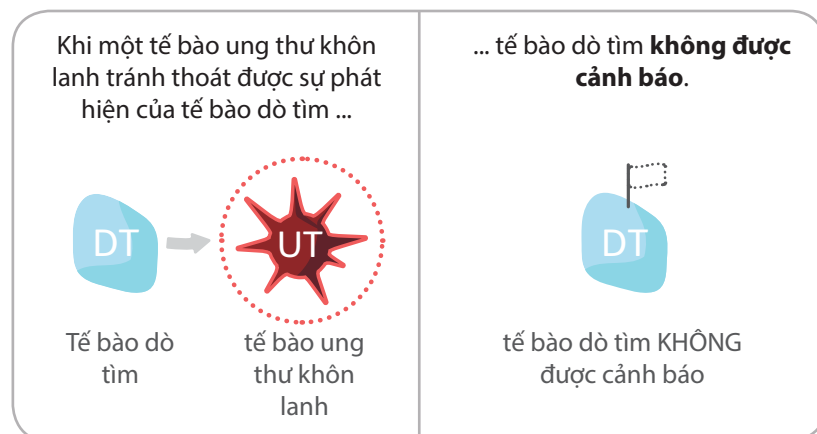 Khi một tế bào ung thư khôn
lanh tránh thoát được sự phát
hiện của tế bào dò tìm ...
DT
UT
Tế bào dò
tìm
tế bào ung
thư khôn
lanh
... tế bào dò tìm không được
cảnh báo.
DT
tế bào dò tìm KHÔNG
được cảnh báo